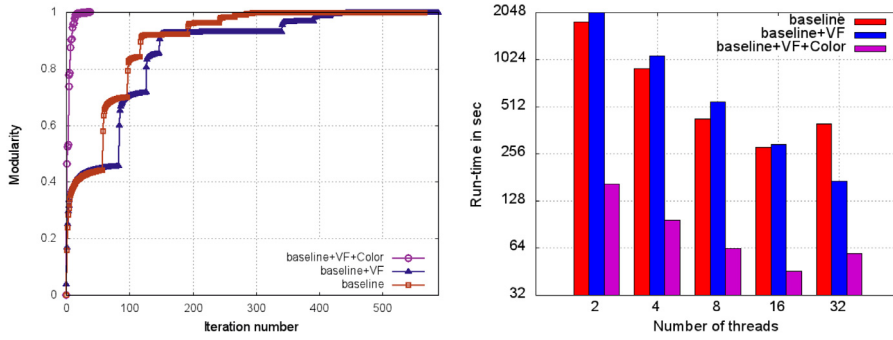 1
0.8
0.6
0.4
0.2
0
Modularity
baseline+VF+Color
baseline+VF
baseline
0 100 200 300 400 500
Iteration number
2048
1024
512
256
128
64
32
Run-time in sec
baseline
baseline+VF
baseline+VF+Color
2 4 8 16 32
Number of threads